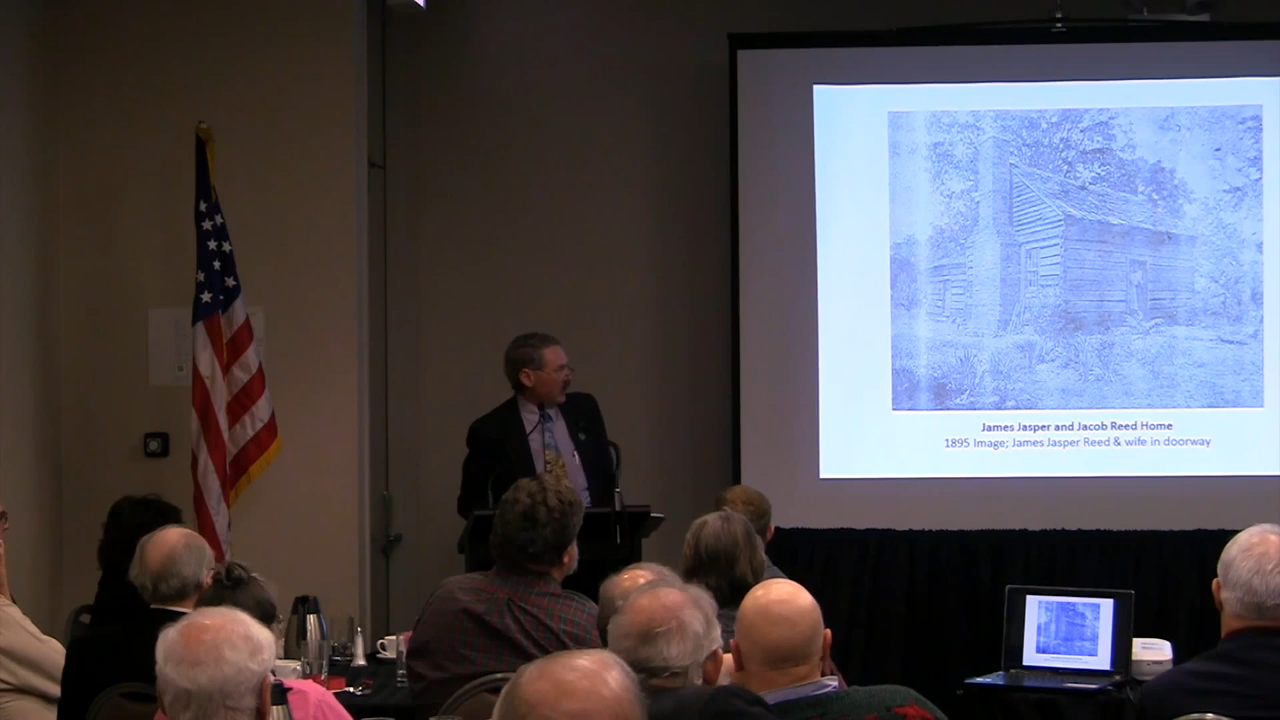 James Jasper and Jacob Reed Home
1895 Image; James Jasper Reed & wife in doorway